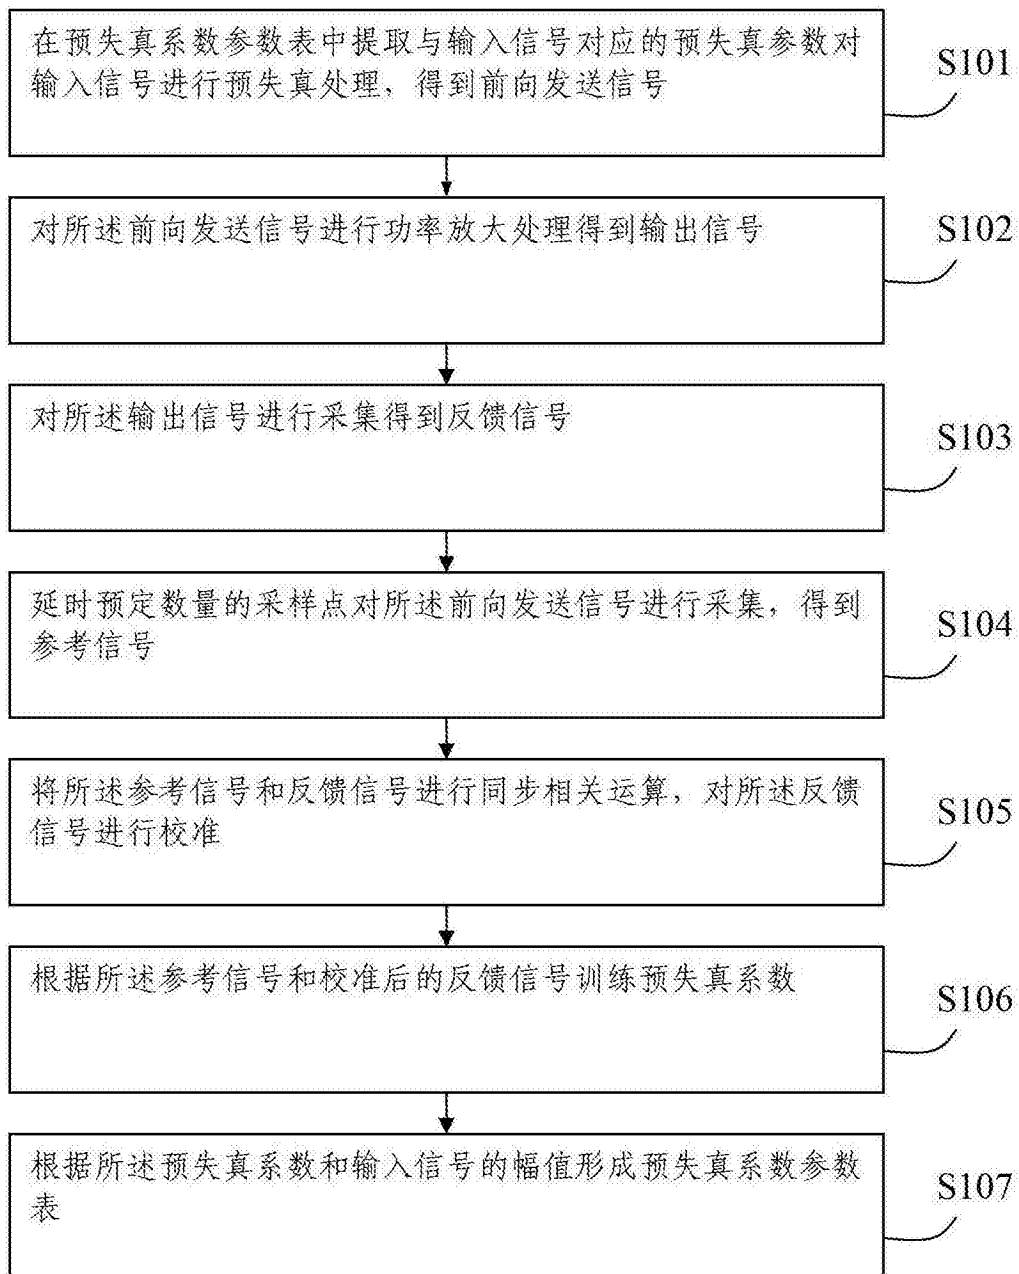 在预失真系数参数表中提取与输入信号对应的预失真参数对
输入信号进行预失真处理，得到前向发送信号
S101
对所述前向发送信号进行功率放大处理得到输出信号
S102
对所述输出信号进行采集得到反馈信号
S103
延时预定数量的采样点对所述前向发送信号进行采集，得到
参考信号
S104
将所述参考信号和反馈信号进行同步相关运算，对所述反馈
信号进行校准
S105
根据所述参考信号和校准后的反馈信号训练预失真系数
S106
根据所述预失真系数和输入信号的幅值形成预失真系数参数
表
S107